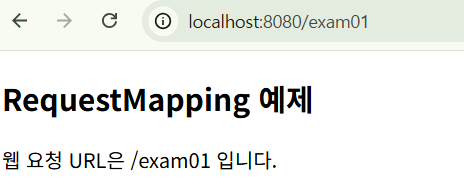 localhost:8080/exam01
RequestMapping 예제
웹 요청 URL은 /exam01 입니다.